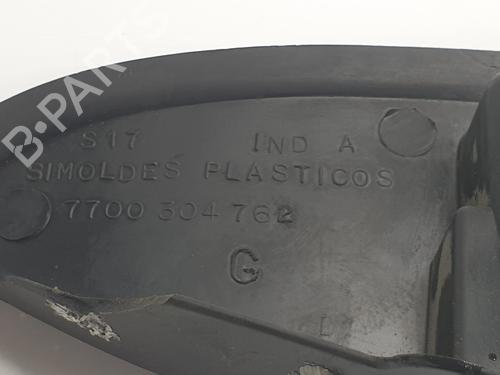 B-PARTS
S17 IND A
SIMOLDES PLASTICOS
7700 304 762
G
L